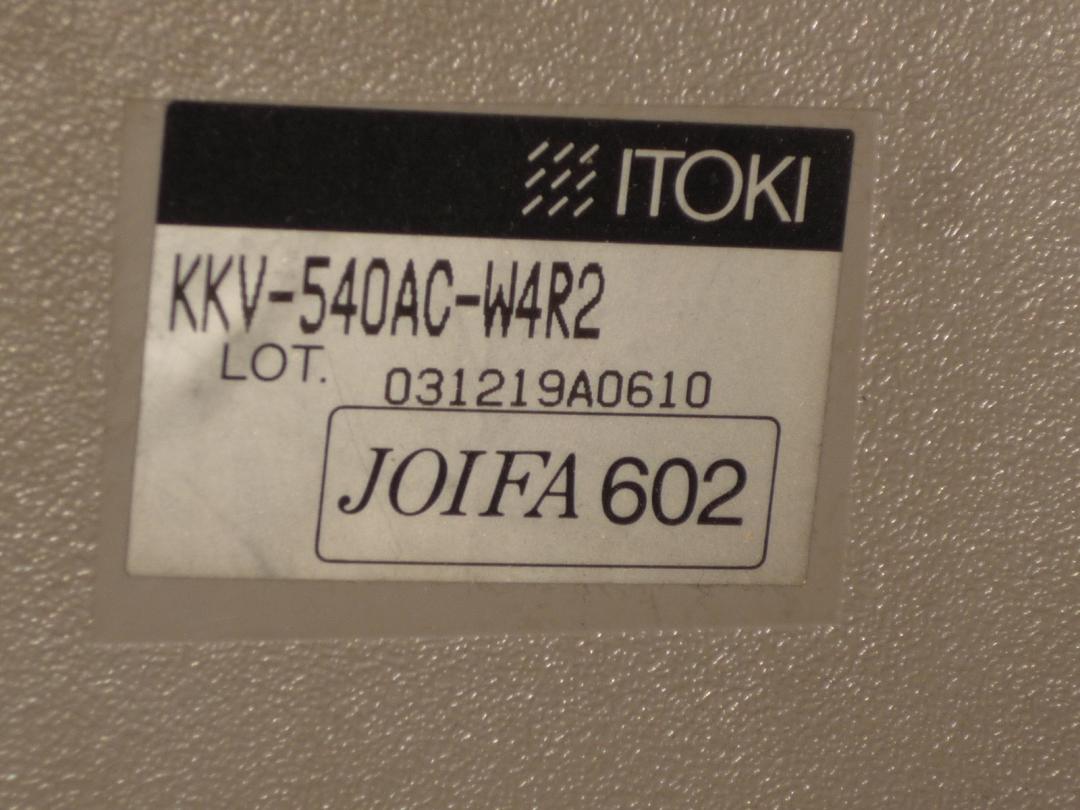 ITOKI
KKV-540AC-W4R2
LOT. 031219A0610
JOIFA 602